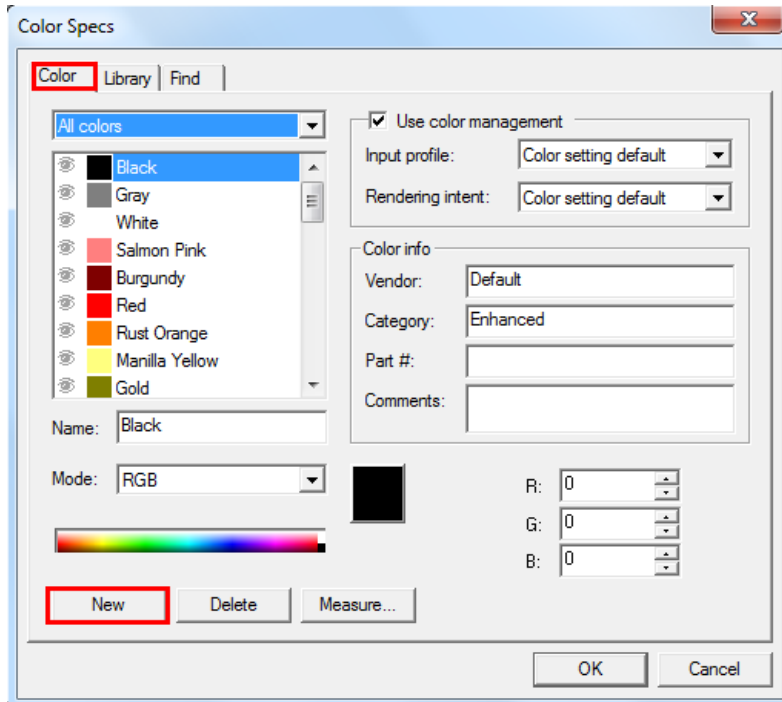 Color Specs
Color Library Find
All colors
Black
Gray
White
Salmon Pink
Burgundy
Red
Rust Orange
Manilla Yellow
Gold
Name: Black
Mode: RGB
New Delete Measure...
Use color management
Input profile: Color setting default
Rendering intent: Color setting default
Color info
Vendor: Default
Category: Enhanced
Part #:
Comments:
R: 0
G: 0
B: 0
OK Cancel